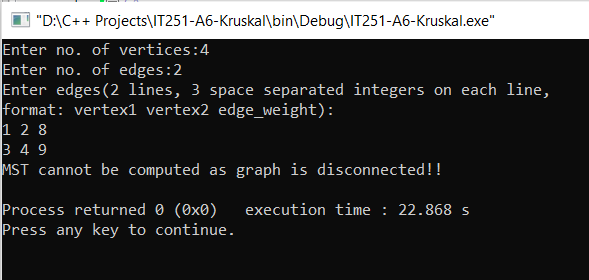 "D:\C++ Projects\IT251-A6-Kruskal\bin\Debug\IT251-A6-Kruskal.exe"
Enter no. of vertices:4
Enter no. of edges:2
Enter edges(2 lines, 3 space separated integers on each line,
format: vertex1 vertex2 edge_weight):
1 2 8
3 4 9
MST cannot be computed as graph is disconnected!!
Process returned 0 (0x0)   execution time : 22.868 s
Press any key to continue.